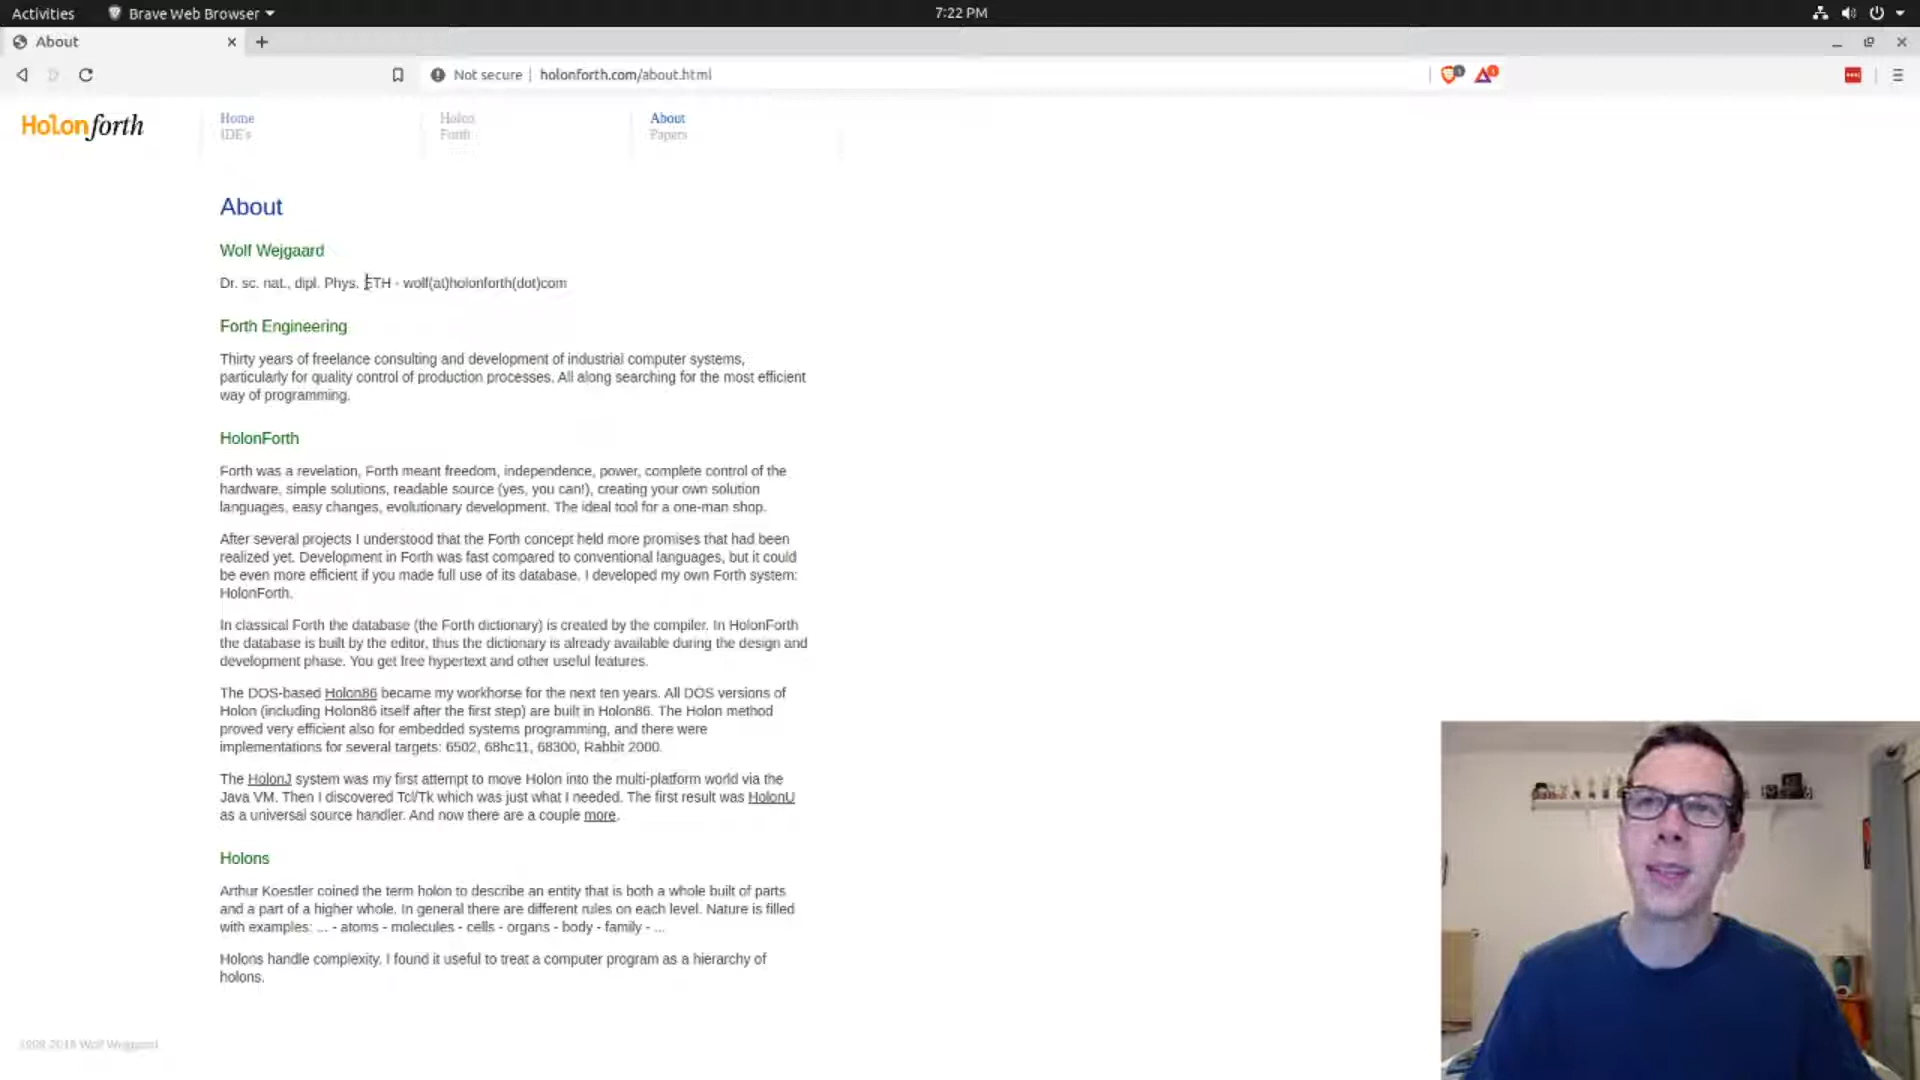 Activities
Brave Web Browser
7:22 PM
About
Not secure
holonforth.com/about.html
Holonforth
Home
IDE's
Holon
Forth
About
Papers
About
Wolf Wejgaard
Dr. sc. nat., dipl. Phys. ETH - wolf(at)holonforth(dot)com
Forth Engineering
Thirty years of freelance consulting and development of industrial computer systems,
particularly for quality control of production processes. All along searching for the most efficient
way of programming.
HolonForth
Forth was a revelation, Forth meant freedom, independence, power, complete control of the
hardware, simple solutions, readable source (yes, you can!), creating your own solution
languages, easy changes, evolutionary development. The ideal tool for a one-man shop.
After several projects I understood that the Forth concept held more promises that had been
realized yet. Development in Forth was fast compared to conventional languages, but it could
be even more efficient if you made full use of its database. I developed my own Forth system:
HolonForth.
In classical Forth the database (the Forth dictionary) is created by the compiler. In HolonForth
the database is built by the editor, thus the dictionary is already available during the design and
development phase. You get free hypertext and other useful features.
The DOS-based Holon86 became my workhorse for the next ten years. All DOS versions of
Holon (including Holon86 itself after the first step) are built in Holon86. The Holon method
proved very efficient also for embedded systems programming, and there were
implementations for several targets: 6502, 68hc11, 68300, Rabbit 2000.
The HolonJ system was my first attempt to move Holon into the multi-platform world via the
Java VM. Then I discovered Tcl/Tk which was just what I needed. The first result was HolonU
as a universal source handler. And now there are a couple more.
Holons
Arthur Koestler coined the term holon to describe an entity that is both a whole built of parts
and a part of a higher whole. In general there are different rules on each level. Nature is filled
with examples: ... - atoms - molecules - cells - organs - body - family - ...
Holons handle complexity. I found it useful to treat a computer program as a hierarchy of
holons.
Wolf Wejgaard